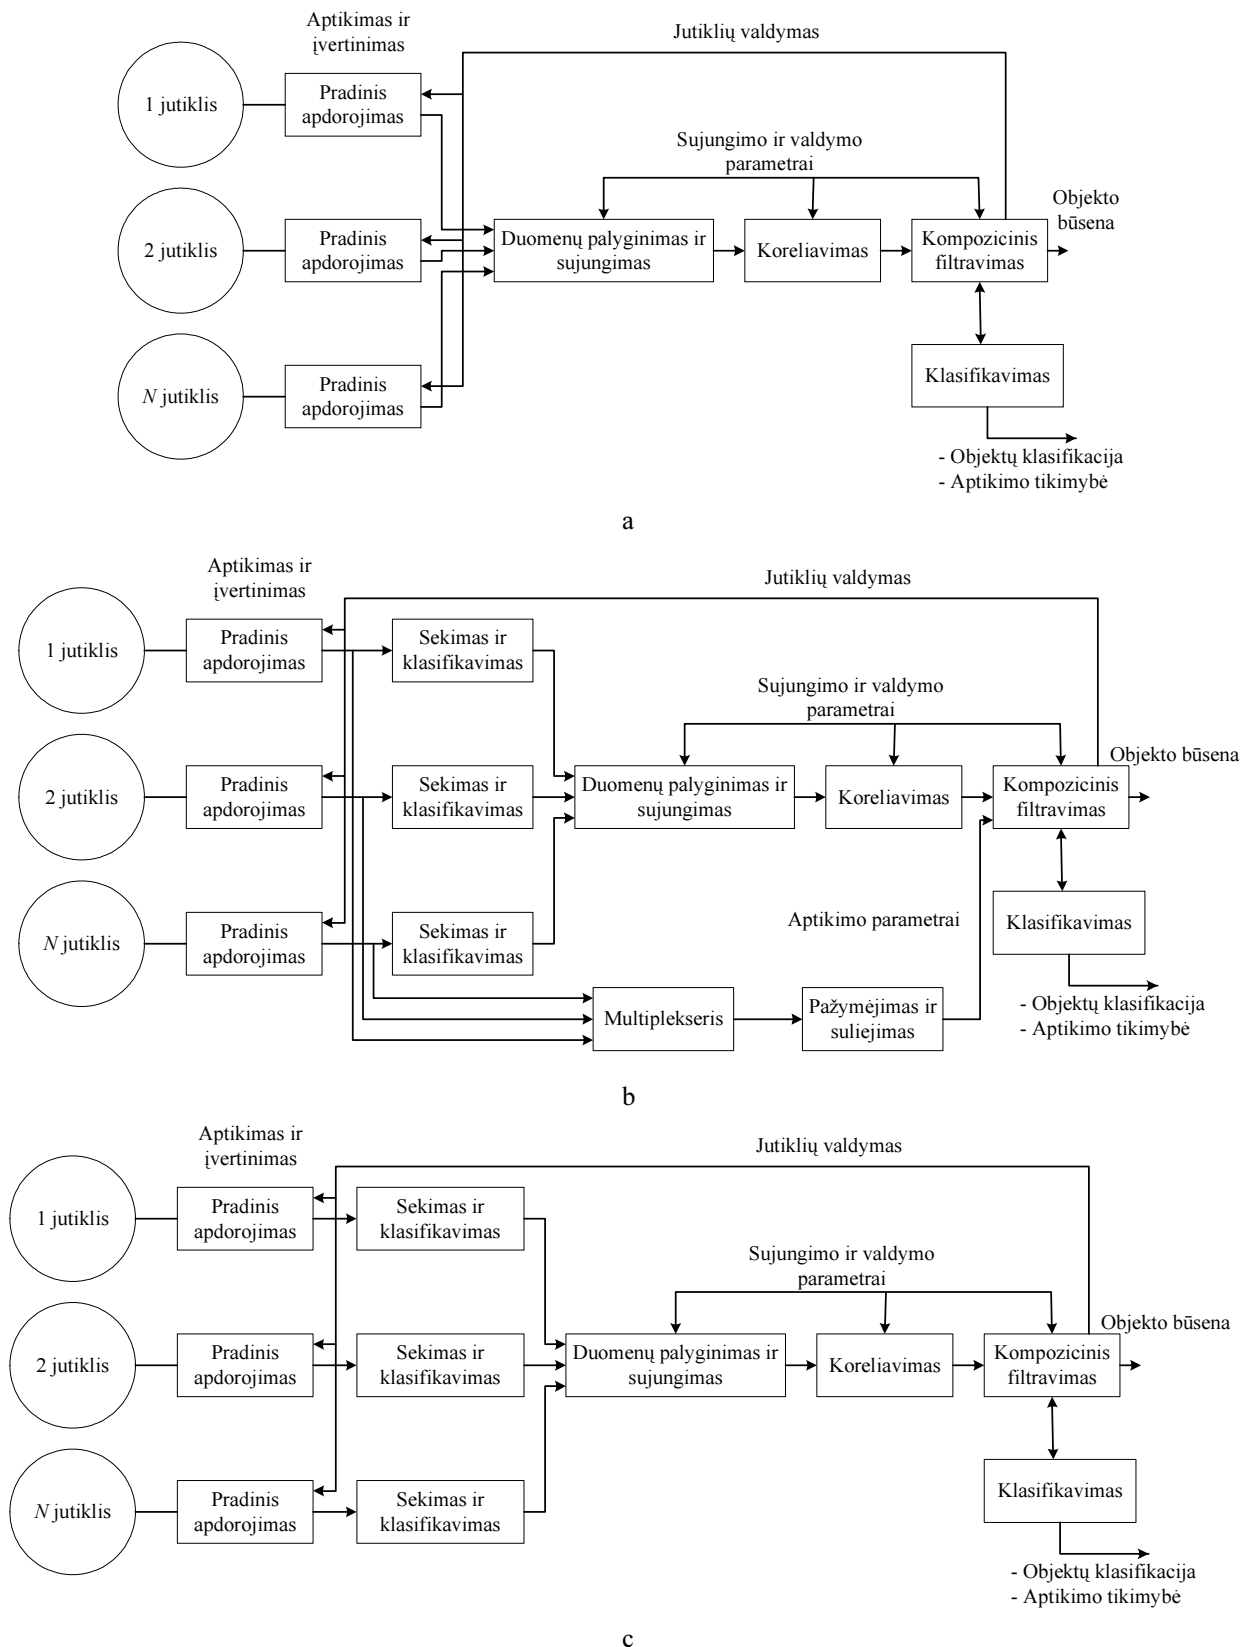 Aptikimas ir
įvertinimas
Jutiklių valdymas
1 jutiklis
Pradinis
apdorojimas
Sujungimo ir valdymo
parametrai
Objekto
būsena
2 jutiklis
Pradinis
apdorojimas
Duomenų palyginimas ir
sujungimas
Koreliavimas
Kompozicinis
filtravimas
N jutiklis
Pradinis
apdorojimas
Klasifikavimas
- Objektų klasifikacija
- Aptikimo tikimybė
a
Aptikimas ir
įvertinimas
Jutiklių valdymas
1 jutiklis
Pradinis
apdorojimas
Sekimas ir
klasifikavimas
Sujungimo ir valdymo
parametrai
Objekto būsena
2 jutiklis
Pradinis
apdorojimas
Sekimas ir
klasifikavimas
Duomenų palyginimas ir
sujungimas
Koreliavimas
Kompozicinis
filtravimas
N jutiklis
Pradinis
apdorojimas
Sekimas ir
klasifikavimas
Aptikimo parametrai
Klasifikavimas
Multiplekseris
Pažymėjimas ir
suliejimas
- Objektų klasifikacija
- Aptikimo tikimybė
b
Aptikimas ir
įvertinimas
Jutiklių valdymas
1 jutiklis
Pradinis
apdorojimas
Sekimas ir
klasifikavimas
Sujungimo ir valdymo
parametrai
Objekto būsena
2 jutiklis
Pradinis
apdorojimas
Sekimas ir
klasifikavimas
Duomenų palyginimas ir
sujungimas
Koreliavimas
Kompozicinis
filtravimas
N jutiklis
Pradinis
apdorojimas
Sekimas ir
klasifikavimas
Klasifikavimas
- Objektų klasifikacija
- Aptikimo tikimybė
c